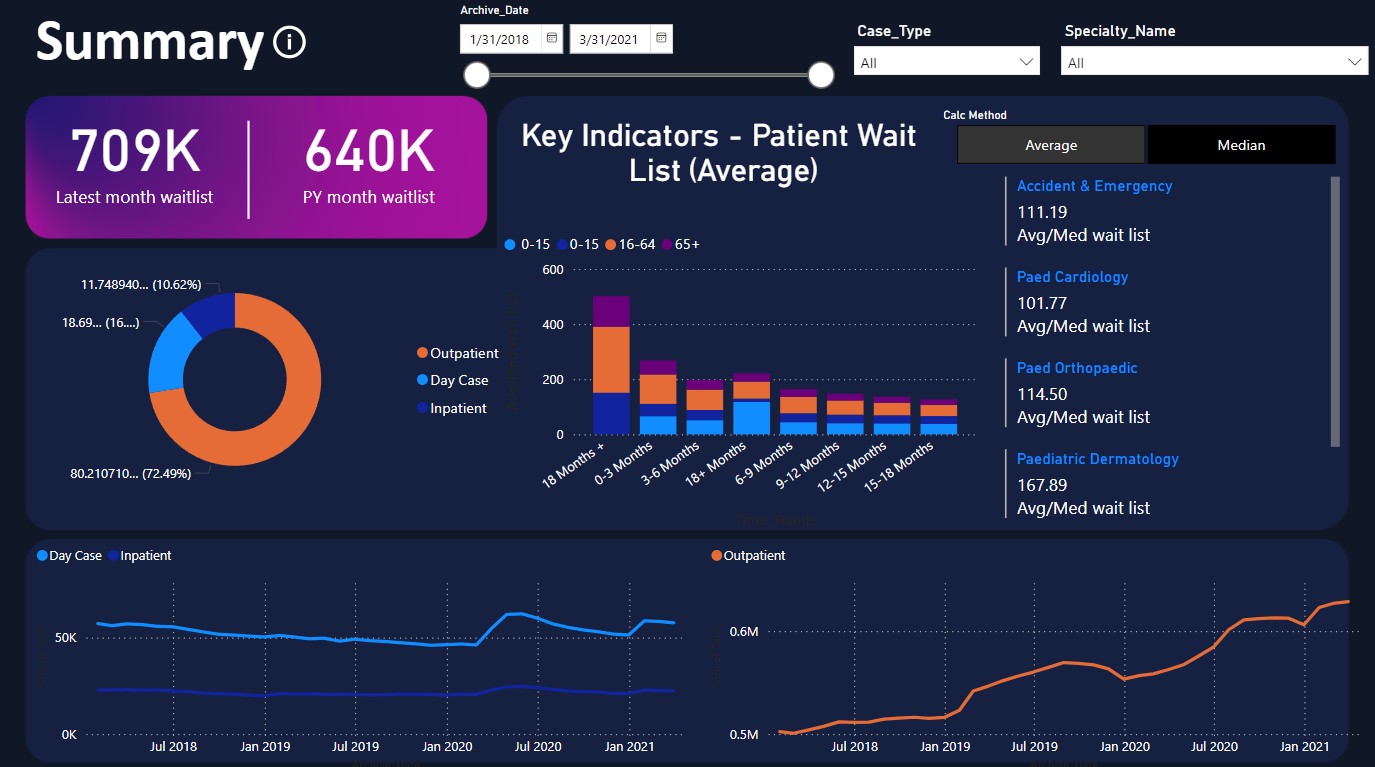 Summary
Archive_Date
1/31/2018
3/31/2021
Case_Type
All
Specialty_Name
All
709K
Latest month waitlist
640K
PY month waitlist
Key Indicators - Patient Wait
List (Average)
Calc Method
Average
Median
0-15
0-15
16-64
65+
600
400
200
0
18 Months +
0-3 Months
3-6 Months
18+ Months
6-9 Months
9-12 Months
12-15 Months
15-18 Months
Accident & Emergency
111.19
Avg/Med wait list
Paed Cardiology
101.77
Avg/Med wait list
Paed Orthopaedic
114.50
Avg/Med wait list
Paediatric Dermatology
167.89
Avg/Med wait list
11.748940... (10.62%)
18.69... (16....)
80.210710... (72.49%)
Outpatient
Day Case
Inpatient
Day Case
Inpatient
50K
0K
Jul 2018
Jan 2019
Jul 2019
Jan 2020
Jul 2020
Jan 2021
Outpatient
0.6M
0.5M
Jul 2018
Jan 2019
Jul 2019
Jan 2020
Jul 2020
Jan 2021